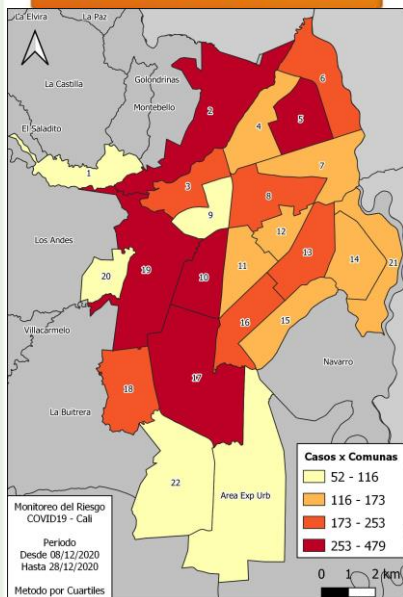 La Elvira
La Paz
La Castilla
Golondrinas
Montebello
El Saladito
6
2
5
4
1
7
3
8
9
12
Los Andes
13
14
21
20
19
10
11
16
15
Villacarmelo
Navarro
17
18
La Buitrera
22
Area Exp Urb
Monitoreo del Riesgo
COVID19 - Cali
Periodo
Desde 08/12/2020
Hasta 28/12/2020
Metodo por Cuartiles
Casos x Comunas
52 - 116
116 - 173
173 - 253
253 - 479
0 1 2 km